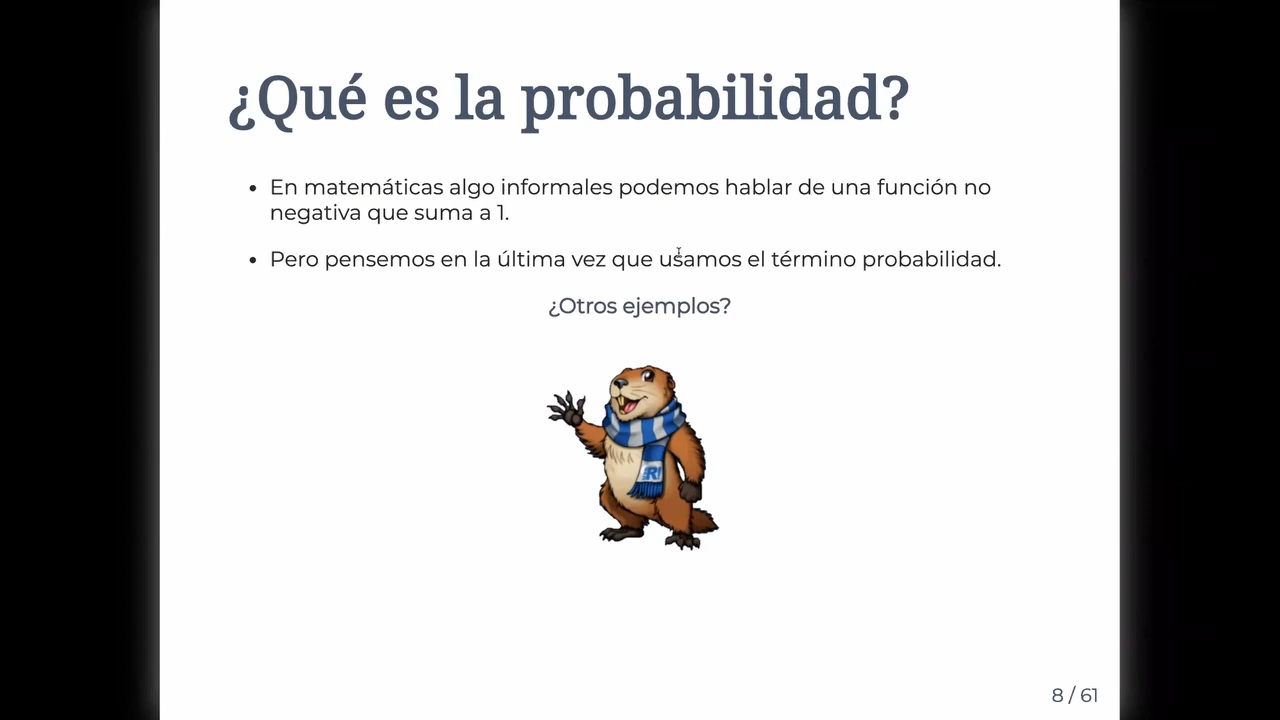 ¿Qué es la probabilidad?
En matemáticas algo informales podemos hablar de una función no
negativa que suma a 1.
Pero pensemos en la última vez que usamos el término probabilidad.
¿Otros ejemplos?
8 / 61